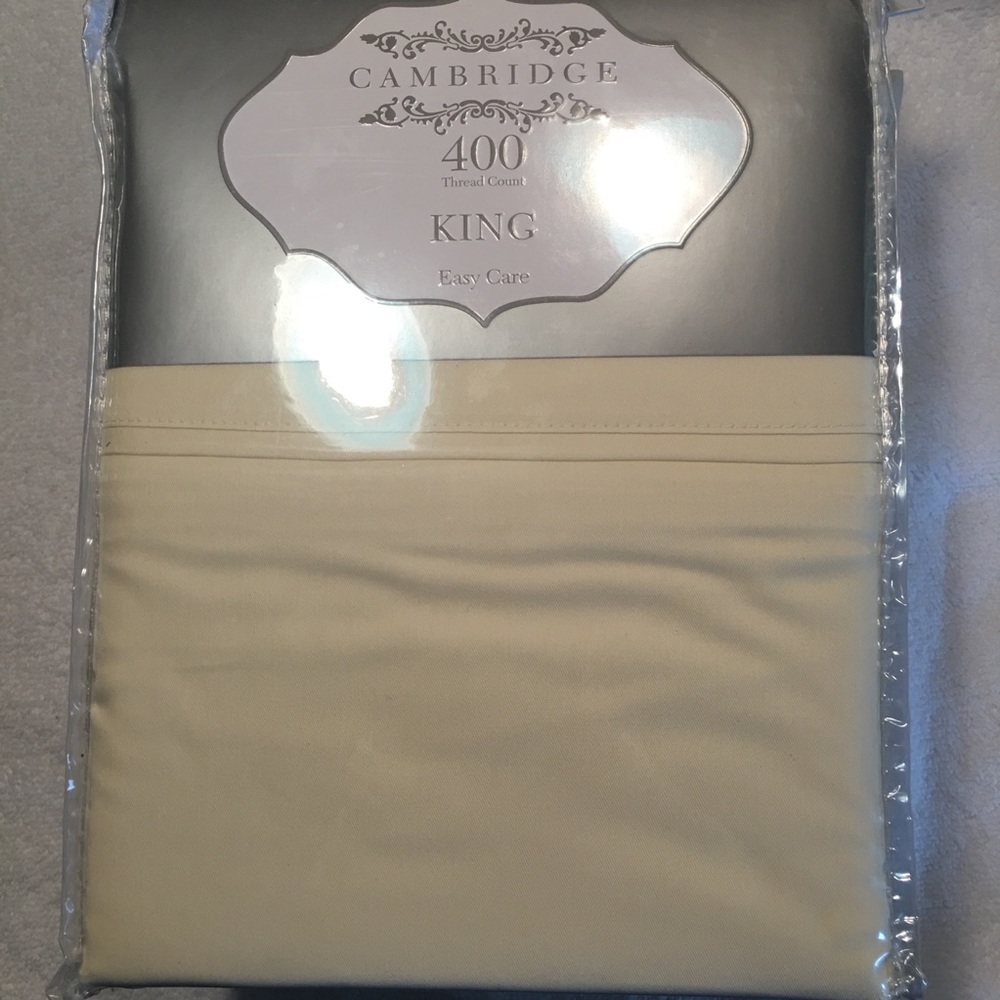 CAMBRIDGE
400
Thread Count
KING
Easy Care